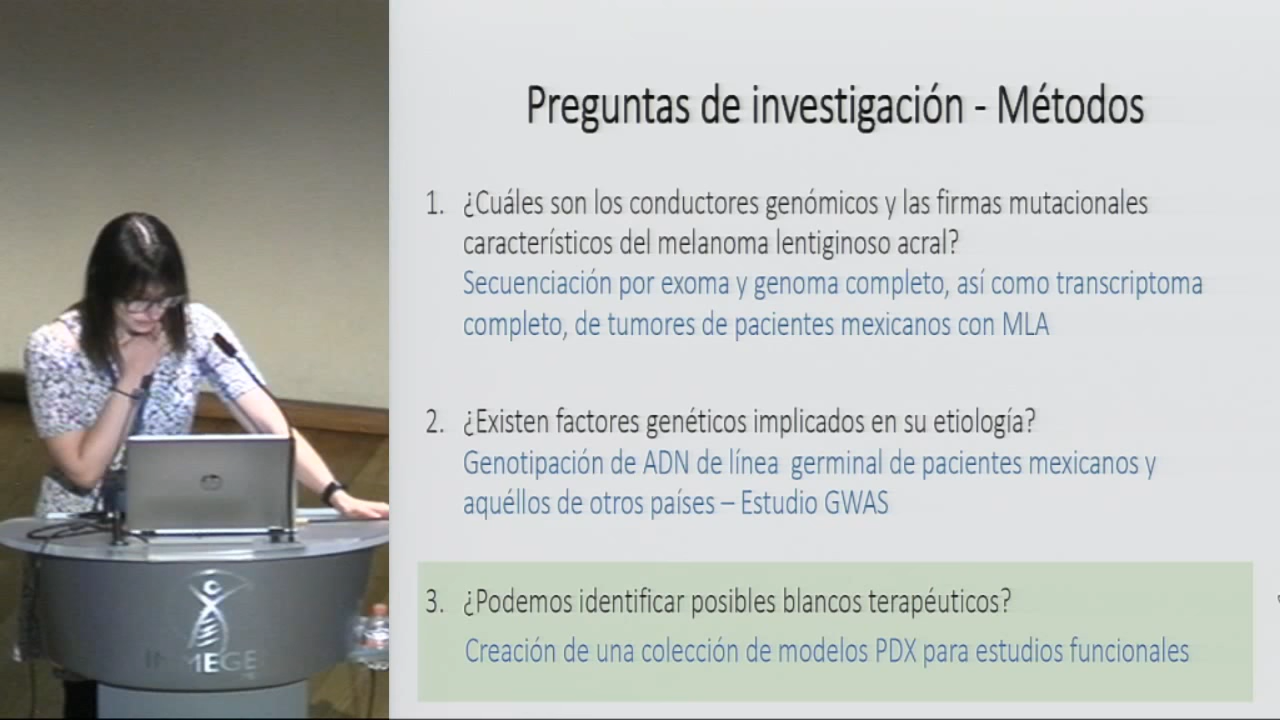 Preguntas de investigación - Métodos
1. ¿Cuáles son los conductores genómicos y las firmas mutacionales
característicos del melanoma lentiginoso acral?
Secuenciación por exoma y genoma completo, así como transcriptoma
completo, de tumores de pacientes mexicanos con MLA
2. ¿Existen factores genéticos implicados en su etiología?
Genotipación de ADN de línea germinal de pacientes mexicanos y
aquéllos de otros países – Estudio GWAS
3. ¿Podemos identificar posibles blancos terapéuticos?
Creación de una colección de modelos PDX para estudios funcionales
hp
INMEGEN